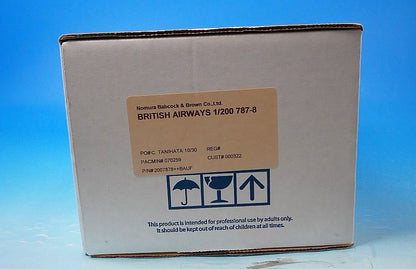 Nomura Babcock & Brown Co.,Ltd.
BRITISH AIRWAYS 1/200 787-8
PO#C. TANIHATA 10/30 REG#
PACMIN# 070259 CUST# 000322
P/N# 2007878++BAUF
This product is intended for professional use by adults only.
It should be kept out of reach of children at all times.